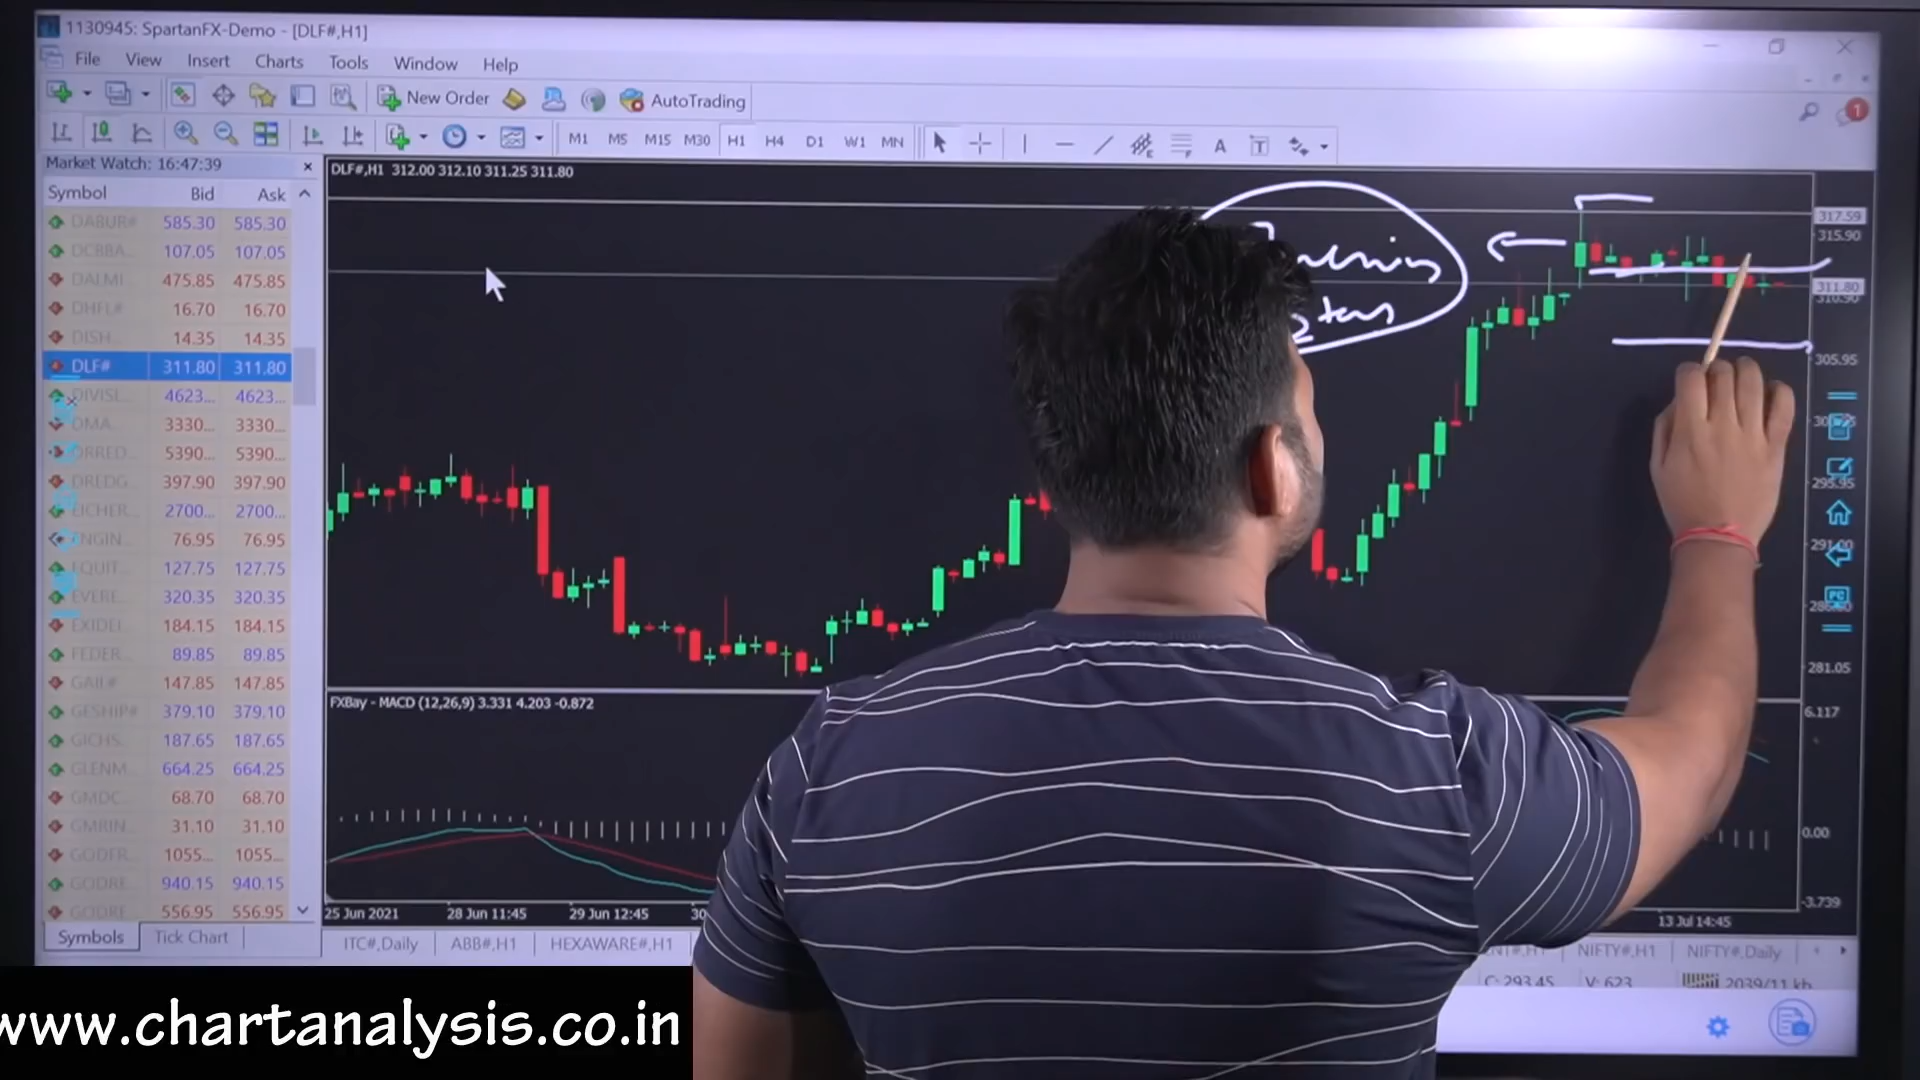 1130945: SpartanFX-Demo - [DLF#,H1]
File View Insert Charts Tools Window Help
New Order AutoTrading 1
M1 M5 M15 M30 H1 H4 D1 W1 MN A T
Market Watch: 16:47:39
DLF#,H1 312.00 312.10 311.25 311.80
Symbol Bid Ask
DABUR# 585.30 585.30
DCBBA... 107.05 107.05
DALMI... 475.85 475.85
DHFL# 16.70 16.70
DISH... 14.35 14.35
DLF# 311.80 311.80
DIVISL... 4623... 4623...
DMA... 3330... 3330...
DRRED... 5390... 5390...
DREDG... 397.90 397.90
EICHER... 2700... 2700...
ENGIN... 76.95 76.95
EQUIT... 127.75 127.75
EVERE... 320.35 320.35
EXIDEI... 184.15 184.15
FEDER... 89.85 89.85
GAIL# 147.85 147.85
GESHIP# 379.10 379.10
GICHS... 187.65 187.65
GLENM... 664.25 664.25
GMDC... 68.70 68.70
GMRIN... 31.10 31.10
GODFR... 1055... 1055...
GODRE... 940.15 940.15
GODRE... 556.95 556.95
Symbols Tick Chart
317.59
315.90
311.80
310.90
305.95
295.95
291.00
281.05
FXBay - MACD (12,26,9) 3.331 4.203 -0.872
6.117
0.00
-3.739
25 Jun 2021 28 Jun 11:45 29 Jun 12:45 30 13 Jul 14:45
ITC#,Daily ABB#,H1 HEXAWARE#,H1 NIFTY#,H1 NIFTY#,Daily
C: 293.45 V: 623 2039/11 kb
PC
www.chartanalysis.co.in